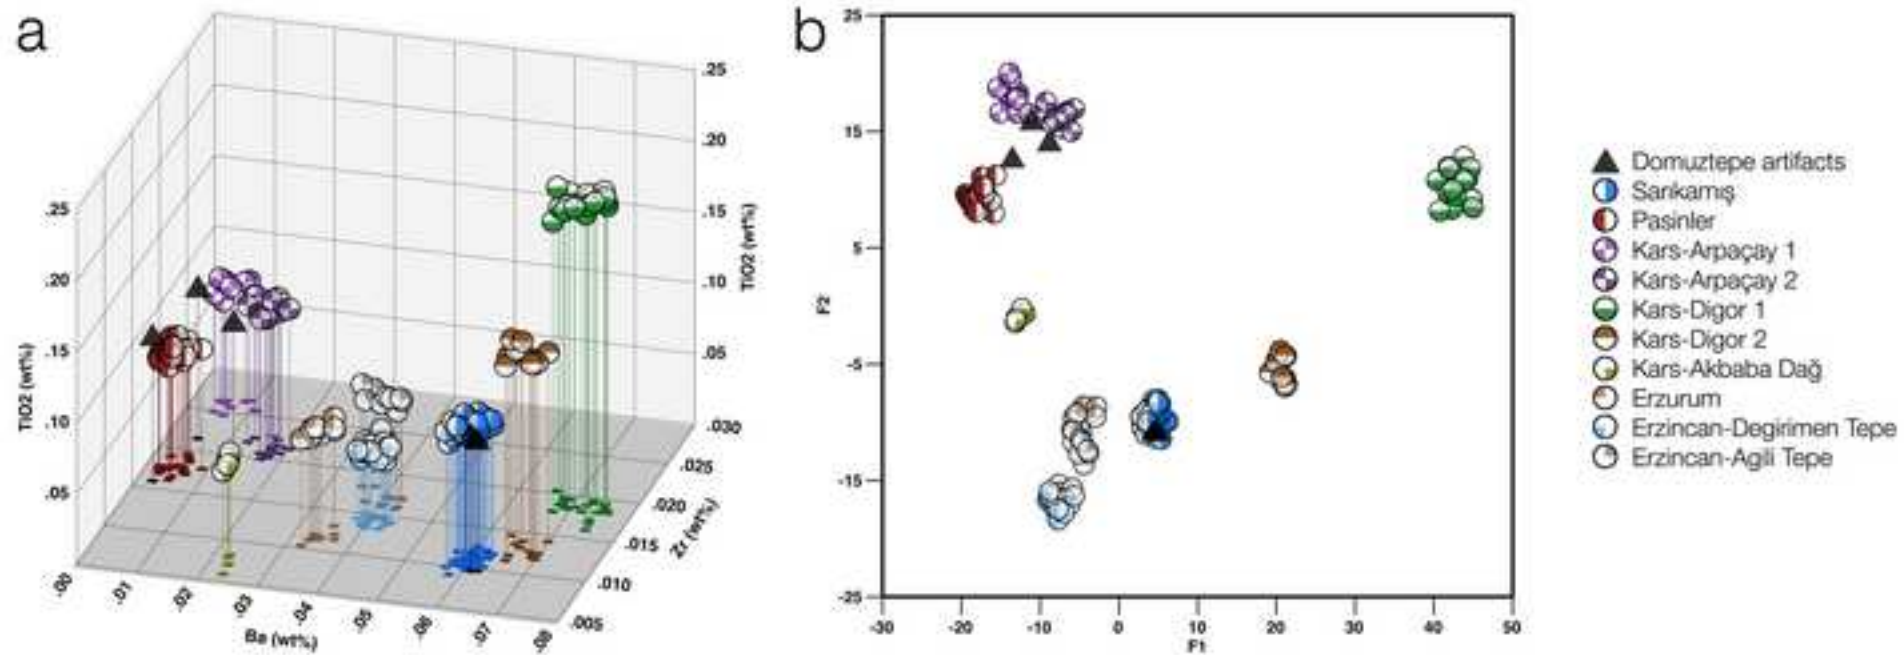 a
.25
.20
.15
.10
.05
TiO2 (wt%)
.25
.20
.15
.10
.05
TiO2 (wt%)
.030
.025
.020
.015
.010
.005
Zr (wt%)
.00
.01
.02
.03
.04
.05
.06
.07
.08
Ba (wt%)
b
25
15
5
-5
-15
-25
F2
-30
-20
-10
0
10
20
30
40
50
F1
Domuztepe artifacts
Sarıkamış
Pasinler
Kars-Arpaçay 1
Kars-Arpaçay 2
Kars-Digor 1
Kars-Digor 2
Kars-Akbaba Dağ
Erzurum
Erzincan-Degirimen Tepe
Erzincan-Agili Tepe